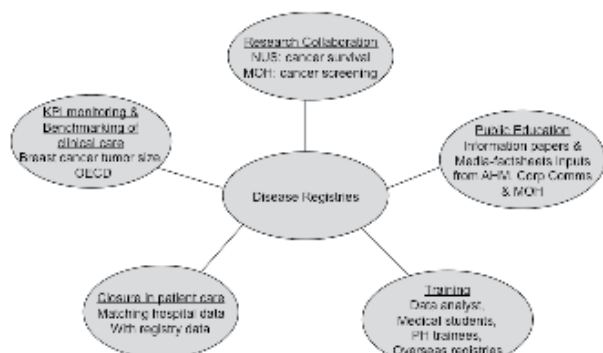 Research Collaboration
NUS: cancer survival
MOH: cancer screening
KPI monitoring &
Benchmarking of
clinical care
Breast cancer tumor size,
OECD
Public Education
Information papers &
Media-factsheets Inputs
from AHM, Corp Comms
& MOH
Disease Registries
Closure in patient care
Matching hospital data
With registry data
Training
Data analyst,
Medical students,
PH trainees,
Overseas registries